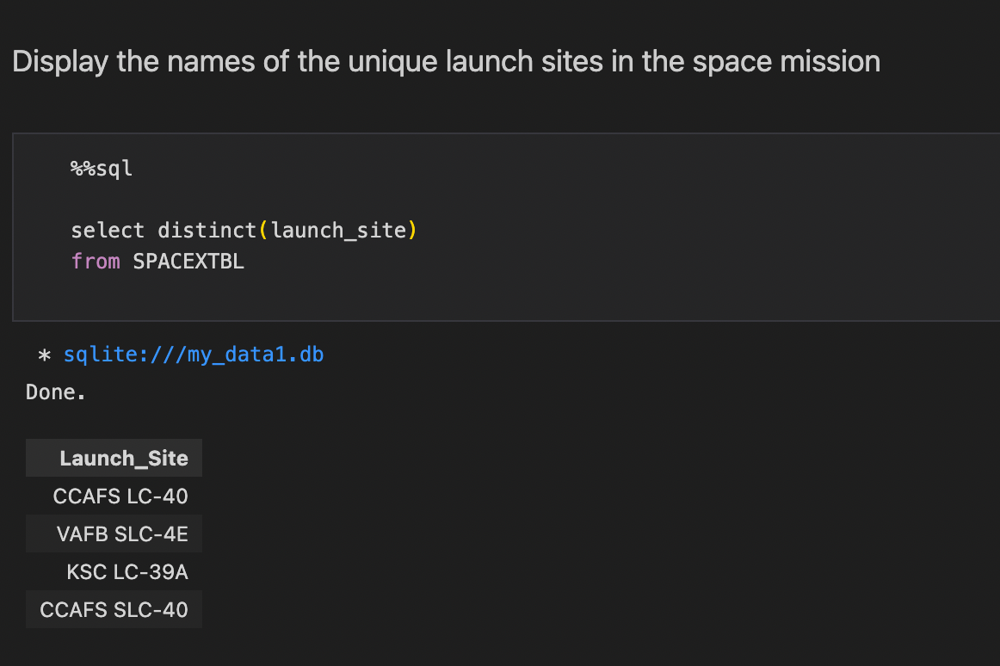 Display the names of the unique launch sites in the space mission
%%sql
select distinct(launch_site)
from SPACEXTBL
* sqlite:///my_data1.db
Done.
Launch_Site
CCAFS LC-40
VAFB SLC-4E
KSC LC-39A
CCAFS SLC-40